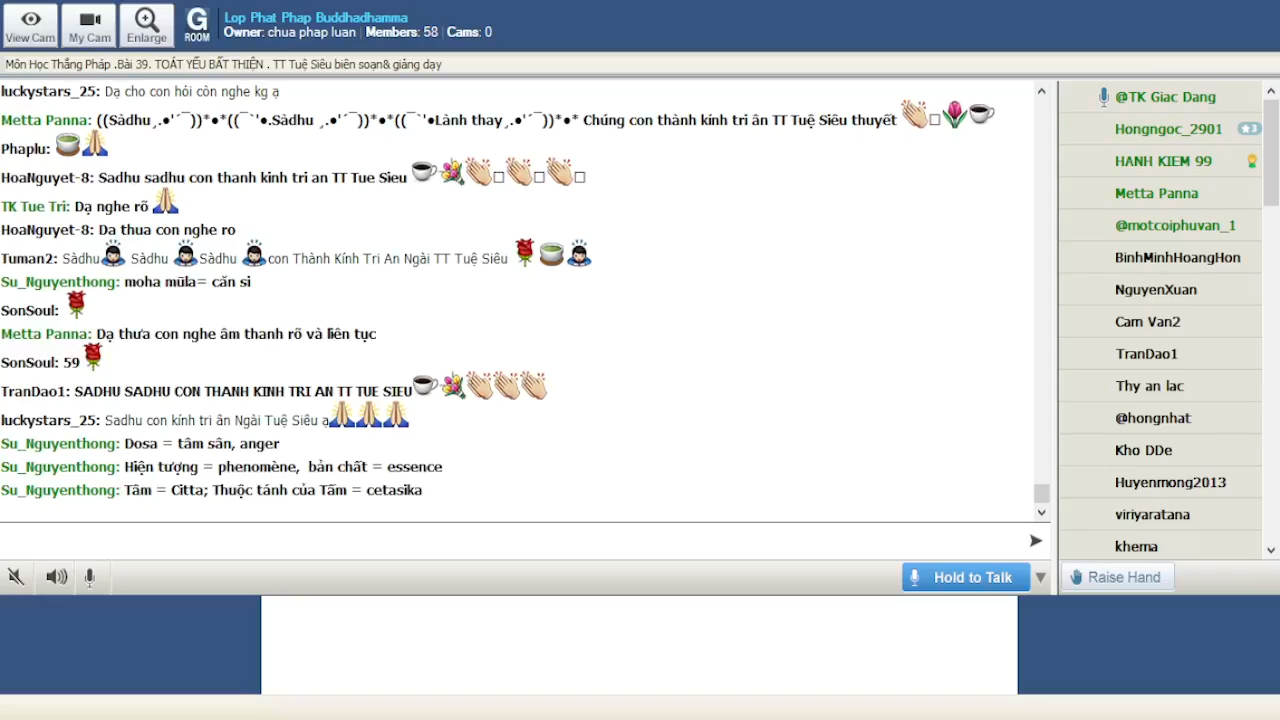 View Cam
My Cam
Enlarge
G ROOM
Lop Phat Phap Buddhadhamma
Owner: chua phap luan | Members: 58 | Cams: 0
Môn Học Thắng Pháp .Bài 39. TOÁT YẾU BẤT THIỆN . TT Tuệ Siêu biên soạn& giảng dạy
luckystars_25: Dạ cho con hỏi còn nghe kg ạ
Metta Panna: ((Sàdhu¸.●'´¯))*●*((¯`'●.Sàdhu ¸.●'´¯))*●*((¯`'●Lành thay¸.●'´¯))*●* Chúng con thành kính tri ân TT Tuệ Siêu thuyết
Phaplu:
HoaNguyet-8: Sadhu sadhu con thanh kinh tri an TT Tue Sieu
TK Tue Tri: Dạ nghe rõ
HoaNguyet-8: Da thua con nghe ro
Tuman2: Sàdhu Sàdhu Sàdhu con Thành Kính Tri Ân Ngài TT Tuệ Siêu
Su_Nguyenthong: moha mūla= căn si
SonSoul:
Metta Panna: Dạ thưa con nghe âm thanh rõ và liên tục
SonSoul: 59
TranDao1: SADHU SADHU CON THANH KINH TRI AN TT TUE SIEU
luckystars_25: Sadhu con kính tri ân Ngài Tuệ Siêu ạ
Su_Nguyenthong: Dosa = tâm sân, anger
Su_Nguyenthong: Hiện tượng = phenomène, bản chất = essence
Su_Nguyenthong: Tâm = Citta; Thuộc tánh của Tấm = cetasika
Hold to Talk
@TK Giac Dang
Hongngoc_2901
3
HANH KIEM 99
Metta Panna
@motcoiphuvan_1
BinhMinhHoangHon
NguyenXuan
Cam Van2
TranDao1
Thy an lac
@hongnhat
Kho DDe
Huyenmong2013
viriyaratana
khema
Raise Hand